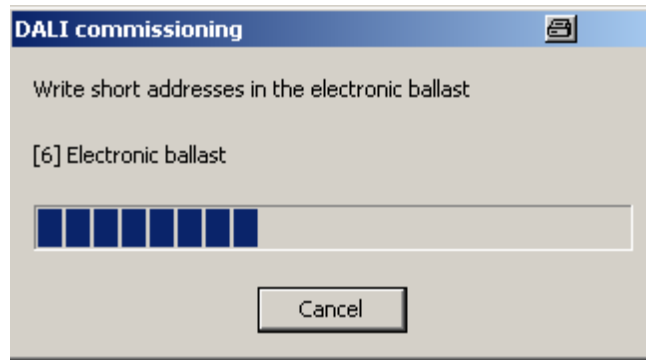 DALI commissioning
Write short addresses in the electronic ballast
[6] Electronic ballast
Cancel